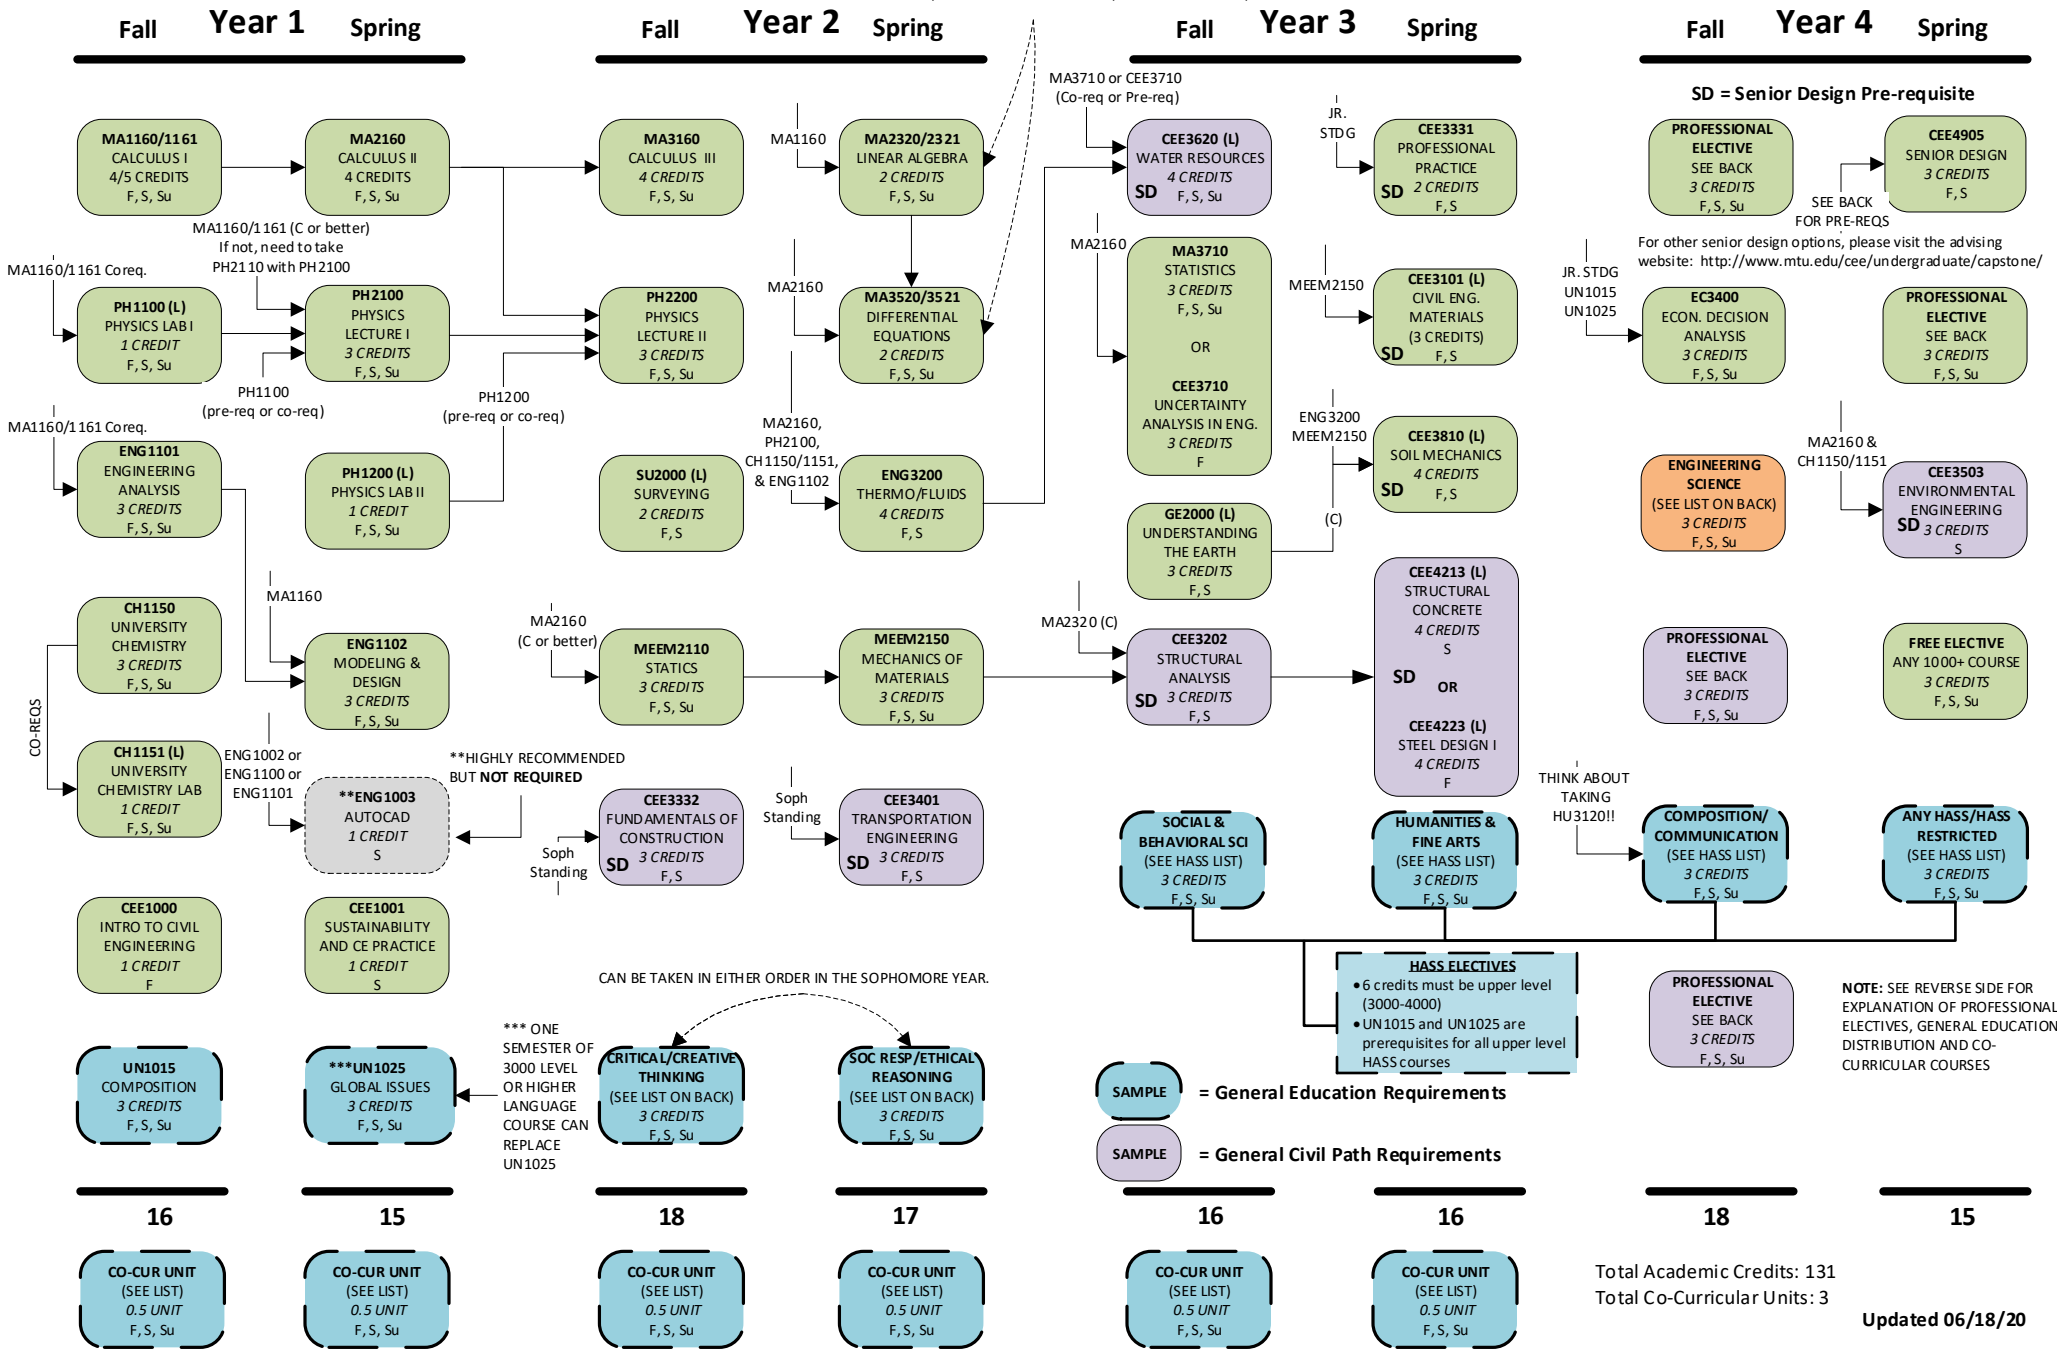 Year 1
Fall
Spring
Year 2
Fall
Spring
Year 3
Fall
Spring
Year 4
Fall
Spring
MA1160/1161
CALCULUS I
4/5 CREDITS
F, S, Su
MA2160
CALCULUS II
4 CREDITS
F, S, Su
MA3160
CALCULUS III
4 CREDITS
F, S, Su
MA1160
MA2320/2321
LINEAR ALGEBRA
2 CREDITS
F, S, Su
MA3710 or CEE3710
(Co-req or Pre-req)
CEE3620 (L)
WATER RESOURCES
4 CREDITS
SD
F, S, Su
JR.
STDG
CEE3331
PROFESSIONAL
PRACTICE
SD
2 CREDITS
F, S
SD = Senior Design Pre-requisite
PROFESSIONAL
ELECTIVE
SEE BACK
3 CREDITS
F, S, Su
CEE4905
SENIOR DESIGN
3 CREDITS
F, S
SEE BACK
FOR PRE-REQS
For other senior design options, please visit the advising
website: http://www.mtu.edu/cee/undergraduate/capstone/
MA1160/1161 Coreq.
PH1100 (L)
PHYSICS LAB I
1 CREDIT
F, S, Su
MA1160/1161 (C or better)
If not, need to take
PH2110 with PH2100
PH2100
PHYSICS
LECTURE I
3 CREDITS
F, S, Su
PH1100
(pre-req or co-req)
PH2200
PHYSICS
LECTURE II
3 CREDITS
F, S, Su
PH1200
(pre-req or co-req)
MA2160
MA3520/3521
DIFFERENTIAL
EQUATIONS
2 CREDITS
F, S, Su
MA2160
MA3710
STATISTICS
3 CREDITS
F, S, Su
OR
CEE3710
UNCERTAINTY
ANALYSIS IN ENG.
3 CREDITS
F
MEEM2150
CEE3101 (L)
CIVIL ENG.
MATERIALS
(3 CREDITS)
SD
F, S
JR. STDG
UN1015
UN1025
EC3400
ECON. DECISION
ANALYSIS
3 CREDITS
F, S, Su
PROFESSIONAL
ELECTIVE
SEE BACK
3 CREDITS
F, S, Su
MA1160/1161 Coreq.
ENG1101
ENGINEERING
ANALYSIS
3 CREDITS
F, S, Su
PH1200 (L)
PHYSICS LAB II
1 CREDIT
F, S, Su
SU2000 (L)
SURVEYING
2 CREDITS
F, S
MA2160,
PH2100,
CH1150/1151,
& ENG1102
ENG3200
THERMO/FLUIDS
4 CREDITS
F, S
GE2000 (L)
UNDERSTANDING
THE EARTH
3 CREDITS
F, S
ENG3200
MEEM2150
(C)
CEE3810 (L)
SOIL MECHANICS
4 CREDITS
SD
F, S
ENGINEERING
SCIENCE
(SEE LIST ON BACK)
3 CREDITS
F, S, Su
MA2160 &
CH1150/1151
CEE3503
ENVIRONMENTAL
ENGINEERING
SD
3 CREDITS
S
CO-REQS
CH1150
UNIVERSITY
CHEMISTRY
3 CREDITS
F, S, Su
MA1160
ENG1102
MODELING &
DESIGN
3 CREDITS
F, S, Su
MA2160
(C or better)
MEEM2110
STATICS
3 CREDITS
F, S, Su
MEEM2150
MECHANICS OF
MATERIALS
3 CREDITS
F, S, Su
MA2320 (C)
CEE3202
STRUCTURAL
ANALYSIS
SD
3 CREDITS
F, S
CEE4213 (L)
STRUCTURAL
CONCRETE
4 CREDITS
S
SD
OR
CEE4223 (L)
STEEL DESIGN I
4 CREDITS
F
PROFESSIONAL
ELECTIVE
SEE BACK
3 CREDITS
F, S, Su
FREE ELECTIVE
ANY 1000+ COURSE
3 CREDITS
F, S, Su
CH1151 (L)
UNIVERSITY
CHEMISTRY LAB
1 CREDIT
F, S, Su
ENG1002 or
ENG1100 or
ENG1101
**ENG1003
AUTOCAD
1 CREDIT
S
**HIGHLY RECOMMENDED
BUT NOT REQUIRED
Soph
Standing
CEE3332
FUNDAMENTALS OF
CONSTRUCTION
SD
3 CREDITS
F, S
Soph
Standing
CEE3401
TRANSPORTATION
ENGINEERING
SD
3 CREDITS
F, S
SOCIAL &
BEHAVIORAL SCI
(SEE HASS LIST)
3 CREDITS
F, S, Su
HUMANITIES &
FINE ARTS
(SEE HASS LIST)
3 CREDITS
F, S, Su
THINK ABOUT
TAKING
HU3120!!
COMPOSITION/
COMMUNICATION
(SEE HASS LIST)
3 CREDITS
F, S, Su
ANY HASS/HASS
RESTRICTED
(SEE HASS LIST)
3 CREDITS
F, S, Su
CEE1000
INTRO TO CIVIL
ENGINEERING
1 CREDIT
F
CEE1001
SUSTAINABILITY
AND CE PRACTICE
1 CREDIT
S
CAN BE TAKEN IN EITHER ORDER IN THE SOPHOMORE YEAR.
HASS ELECTIVES
•6 credits must be upper level
(3000-4000)
•UN1015 and UN1025 are
prerequisites for all upper level
HASS courses
PROFESSIONAL
ELECTIVE
SEE BACK
3 CREDITS
F, S, Su
NOTE: SEE REVERSE SIDE FOR
EXPLANATION OF PROFESSIONAL
ELECTIVES, GENERAL EDUCATION
DISTRIBUTION AND CO-
CURRICULAR COURSES
UN1015
COMPOSITION
3 CREDITS
F, S, Su
***UN1025
GLOBAL ISSUES
3 CREDITS
F, S, Su
*** ONE
SEMESTER OF
3000 LEVEL
OR HIGHER
LANGUAGE
COURSE CAN
REPLACE
UN1025
CRITICAL/CREATIVE
THINKING
(SEE LIST ON BACK)
3 CREDITS
F, S, Su
SOC RESP/ETHICAL
REASONING
(SEE LIST ON BACK)
3 CREDITS
F, S, Su
SAMPLE
= General Education Requirements
SAMPLE
= General Civil Path Requirements
16
15
18
17
16
16
18
15
CO-CUR UNIT
(SEE LIST)
0.5 UNIT
F, S, Su
CO-CUR UNIT
(SEE LIST)
0.5 UNIT
F, S, Su
CO-CUR UNIT
(SEE LIST)
0.5 UNIT
F, S, Su
CO-CUR UNIT
(SEE LIST)
0.5 UNIT
F, S, Su
CO-CUR UNIT
(SEE LIST)
0.5 UNIT
F, S, Su
CO-CUR UNIT
(SEE LIST)
0.5 UNIT
F, S, Su
Total Academic Credits: 131
Total Co-Curricular Units: 3
Updated 06/18/20